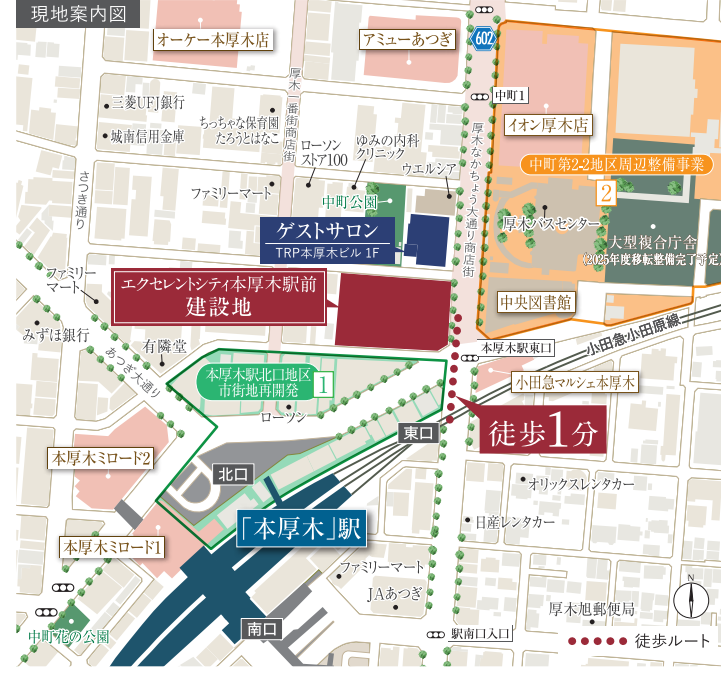 現地案内図
オーケー本厚木店
アミューあつぎ
602
中町1
三菱UFJ銀行
城南信用金庫
ちっちゃな保育園
たろうとはなこ
厚木一番街商店街
ローソン
ストア100
ゆみの内科
クリニック
ウエルシア
厚木なかちょう大通り商店街
イオン厚木店
中町第2-2地区周辺整備事業
2
さつき通り
ファミリーマート
中町公園
ゲストサロン
TRP本厚木ビル 1F
厚木バスセンター
大型複合庁舎
(2025年度移転整備完了予定)
ファミリー
マート
エクセレントシティ本厚木駅前
建設地
中央図書館
みずほ銀行
有隣堂
あつぎ大通り
本厚木駅東口
小田急小田原線
本厚木駅北口地区
市街地再開発
1
ローソン
小田急マルシェ本厚木
東口
徒歩1分
本厚木ミロード2
北口
オリックスレンタカー
「本厚木」駅
日産レンタカー
本厚木ミロード1
ファミリーマート
JAあつぎ
N
厚木旭郵便局
中町花の公園
南口
駅南口入口
徒歩ルート